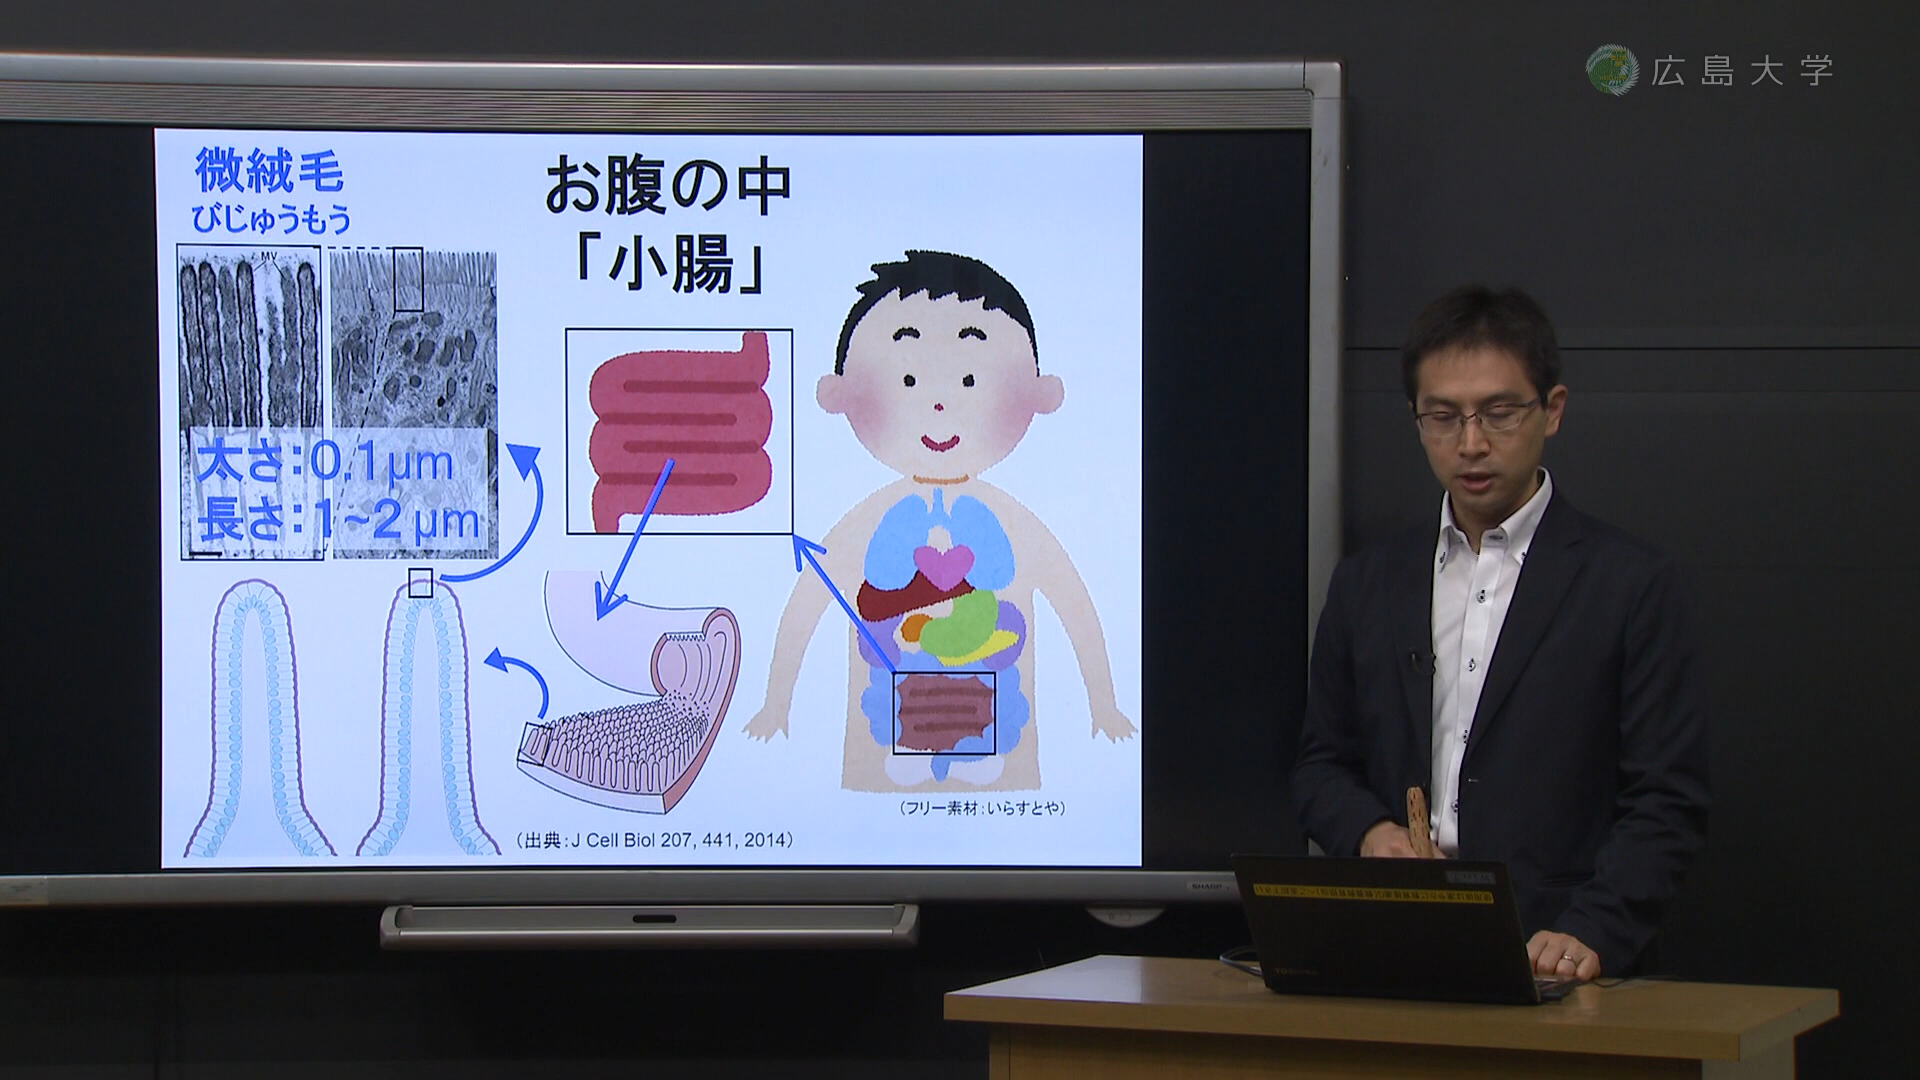 広島大学
微絨毛
びじゅうもう
お腹の中
「小腸」
MV
太さ:0.1μm
長さ:1~2μm
(フリー素材:いらすとや)
(出典:J Cell Biol 207, 441, 2014)
SHARP
TOSHIBA